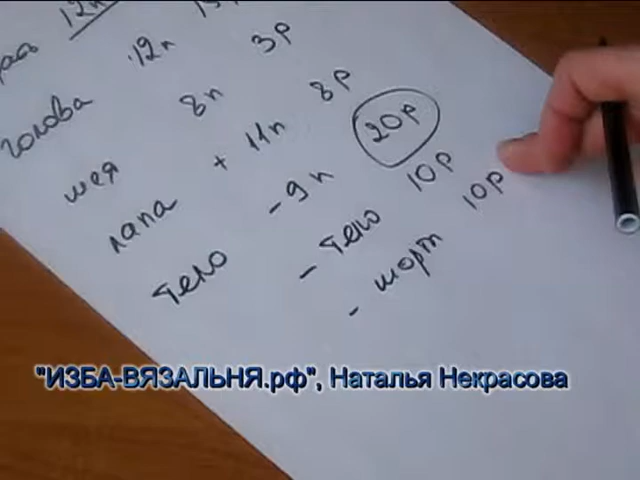 12п
голова 12п 3р
шея 8п 8р
лапа + 11п 20р
тело - 9п
- тело 10р
- шорт 10р
"ИЗБА-ВЯЗАЛЬНЯ.рф", Наталья Некрасова